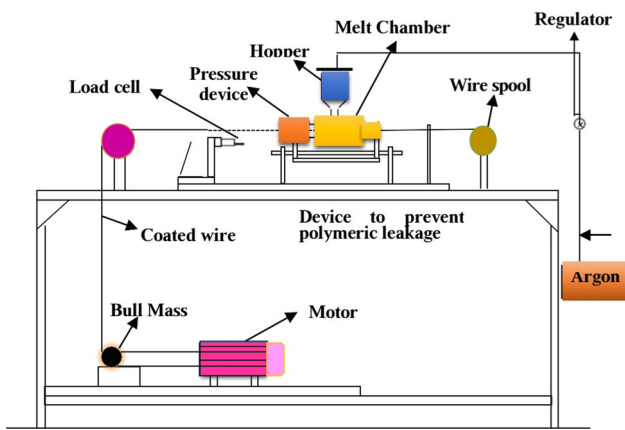 Regulator
Melt Chamber
Hopper
Pressure
device
Load cell
Wire spool
Device to prevent
polymeric leakage
Coated wire
Argon
Bull Mass
Motor